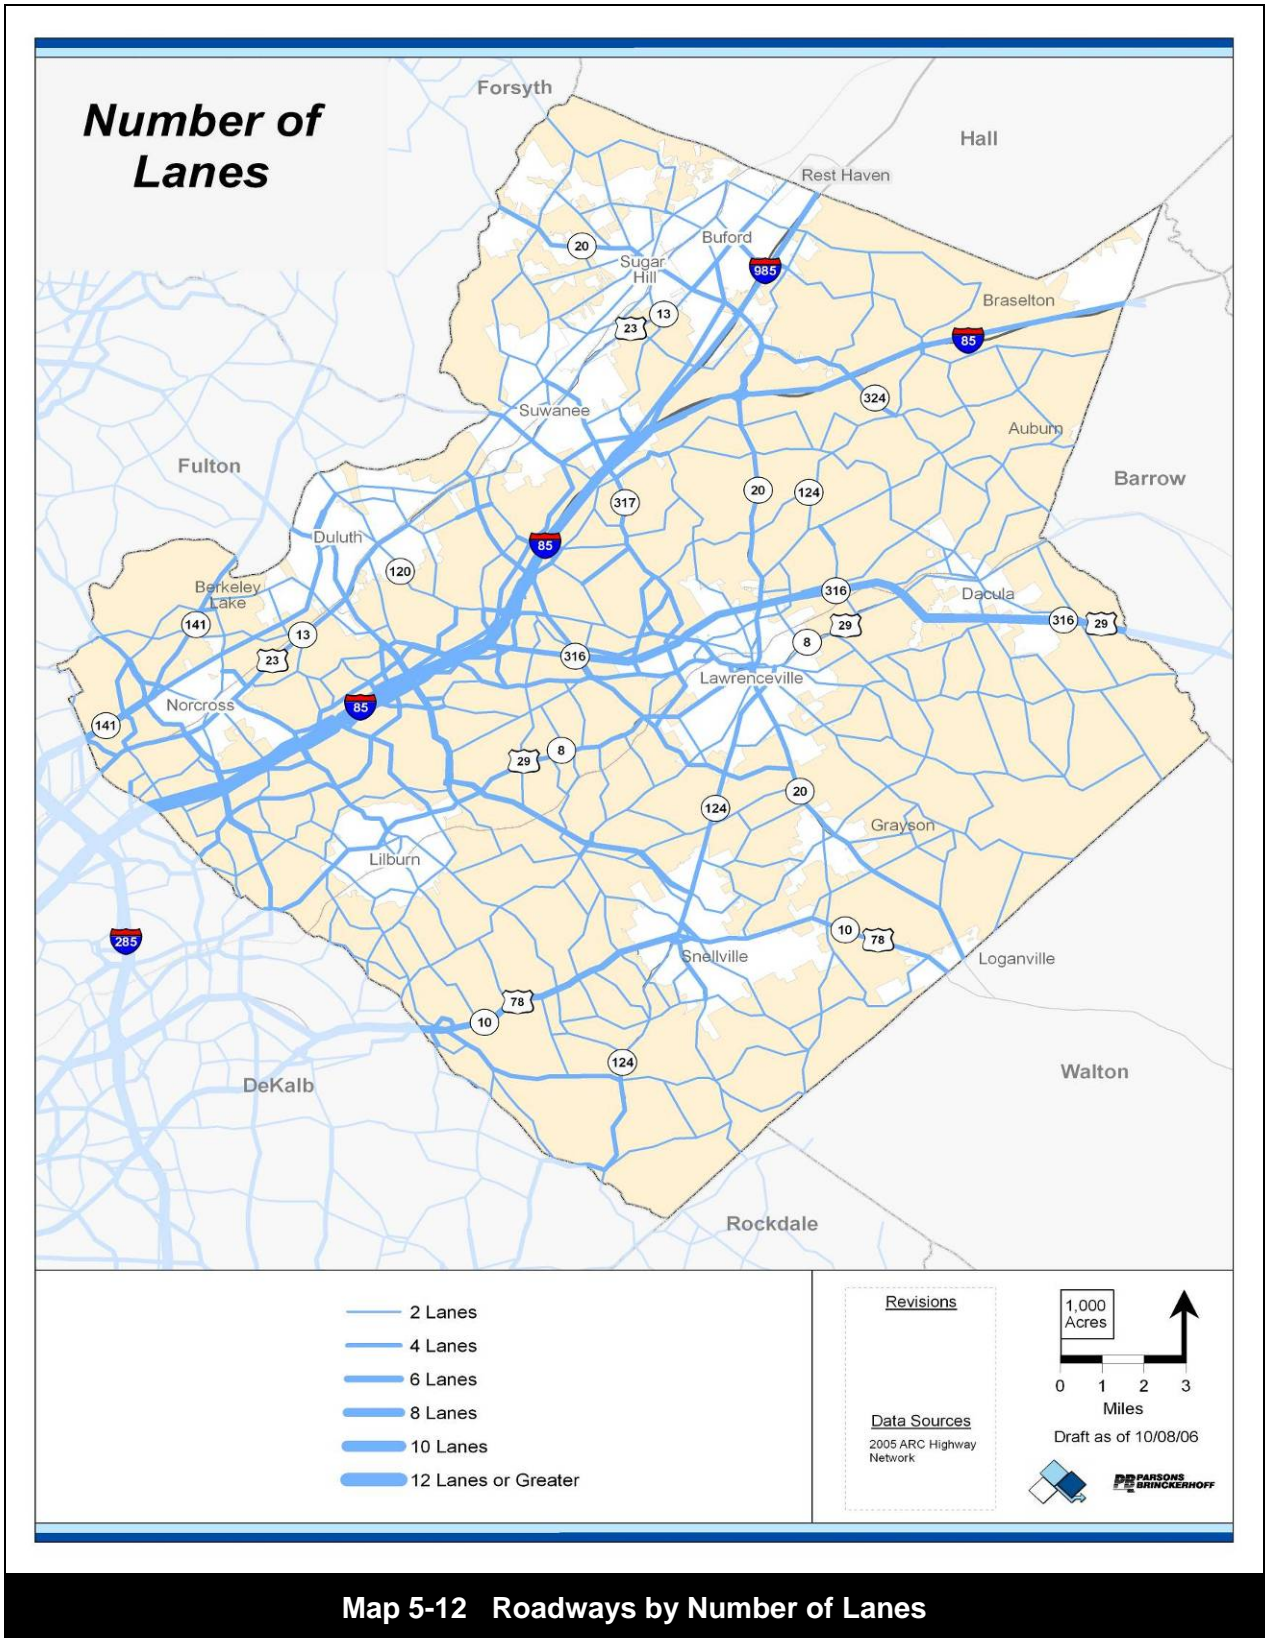 Number of
Lanes
Forsyth
Hall
Rest Haven
20
Buford
Sugar
Hill
985
13
23
Braselton
85
324
Suwanee
Auburn
Fulton
Barrow
317
20
124
Duluth
85
120
Berkeley
Lake
316
Dacula
141
13
316
29
29
23
316
8
Lawrenceville
Norcross
85
141
29
8
124
20
Grayson
Lilburn
285
10
78
Snellville
Loganville
78
10
124
DeKalb
Walton
Rockdale
2 Lanes
4 Lanes
6 Lanes
8 Lanes
10 Lanes
12 Lanes or Greater
Revisions
Data Sources
2005 ARC Highway
Network
1,000
Acres
0 1 2 3
Miles
Draft as of 10/08/06
PB PARSONS
BRINCKERHOFF
Map 5-12 Roadways by Number of Lanes